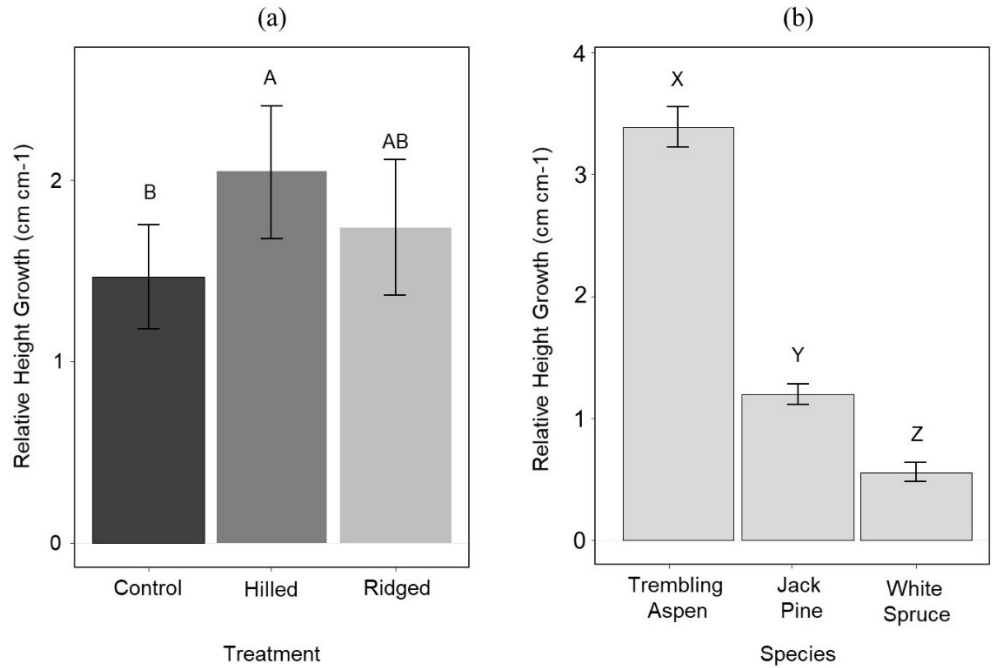 (a)
Relative Height Growth (cm cm-1)
2
1
0
B
A
AB
Control
Hilled
Ridged
Treatment
(b)
Relative Height Growth (cm cm-1)
4
3
2
1
0
X
Y
Z
Trembling
Aspen
Jack
Pine
White
Spruce
Species